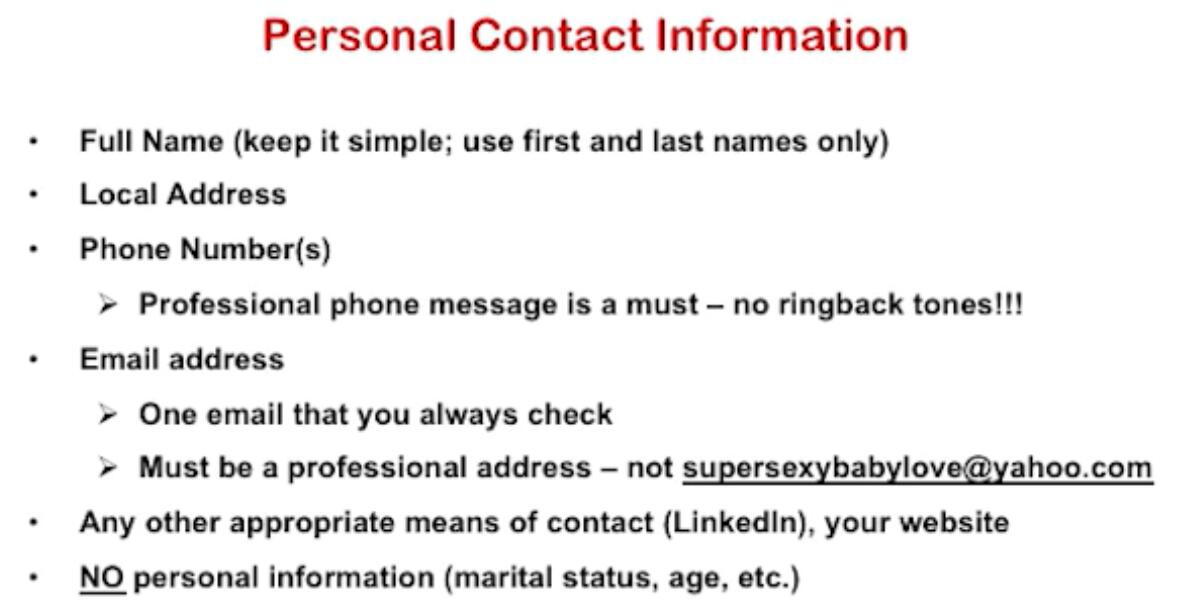 Personal Contact Information
• Full Name (keep it simple; use first and last names only)
• Local Address
• Phone Number(s)
➢ Professional phone message is a must – no ringback tones!!!
• Email address
➢ One email that you always check
➢ Must be a professional address – not supersexybabylove@yahoo.com
• Any other appropriate means of contact (LinkedIn), your website
• NO personal information (marital status, age, etc.)